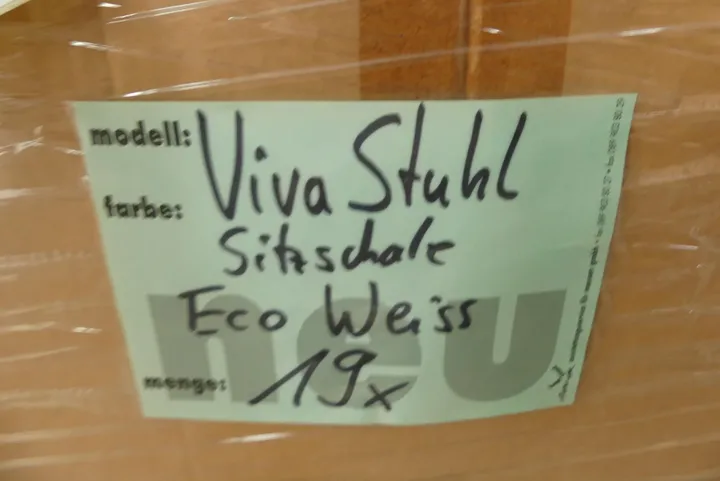 modell: Viva Stuhl
farbe: Sitzschale
Eco Weiss
neu
menge: 19x